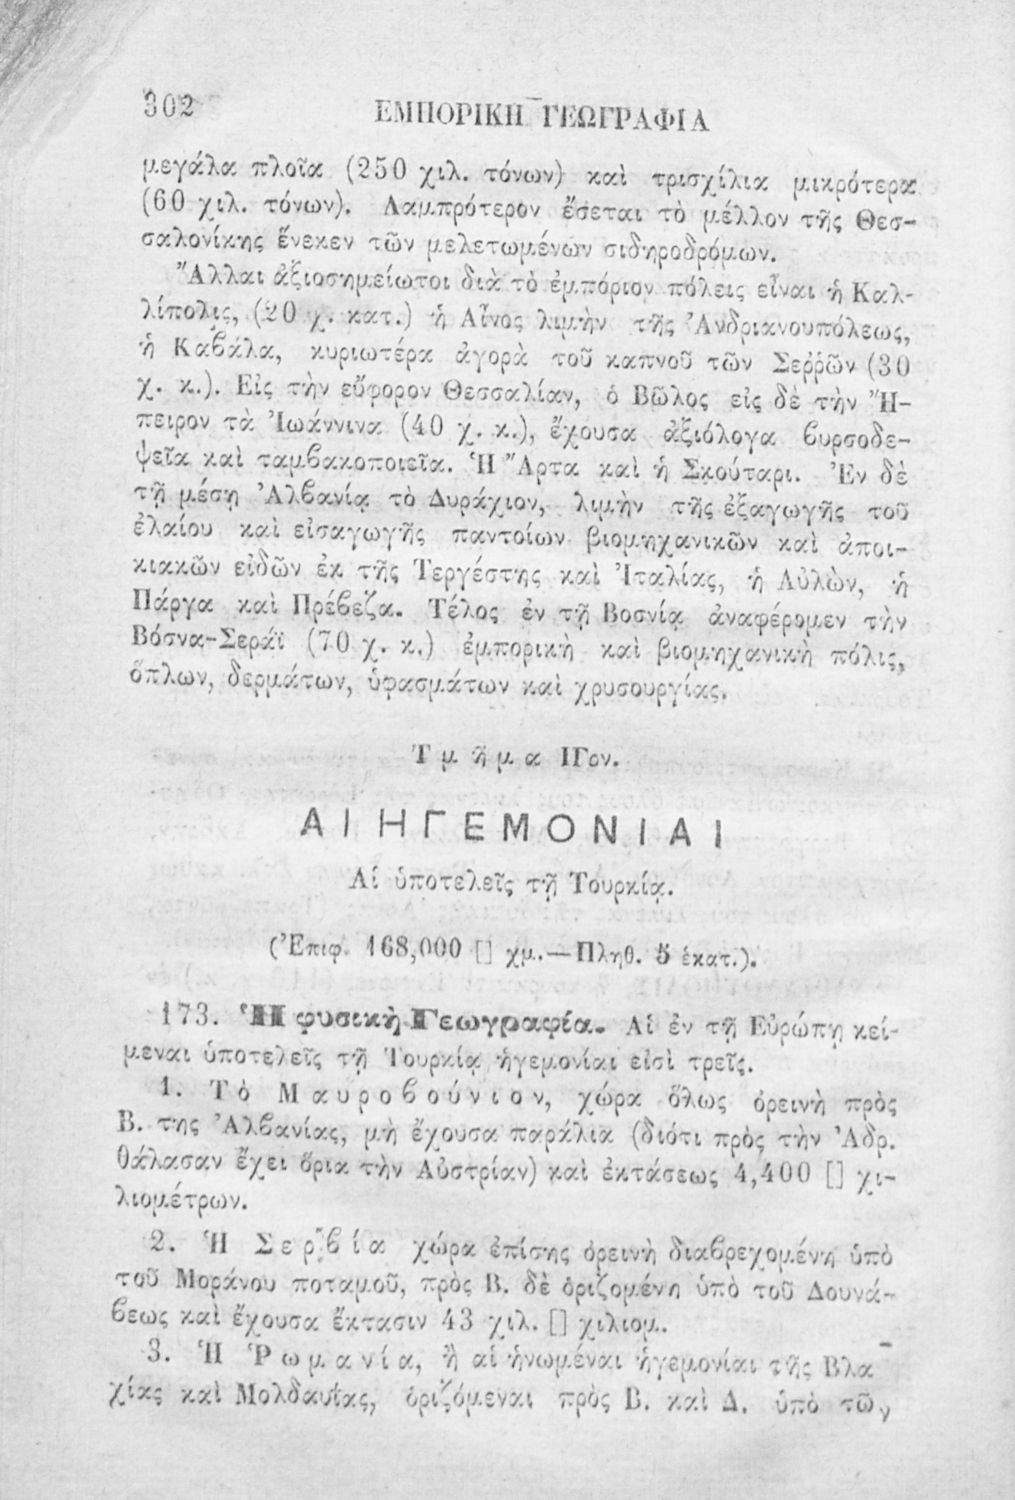 302
ΕΜΠΟΡΙΚΗ ΓΕΩΓΡΑΦΙΑ
μεγάλα πλοῖα (250 χιλ. τόνων) καὶ τρισχίλια μικρότερα
(60 χιλ. τόνων). Λαμπρότερον ἔσεται τὸ μέλλον τῆς Θεσ-
σαλονίκης ἕνεκεν τῶν μελετωμένων σιδηροδρόμων.
Ἄλλαι ἀξιοσημείωτοι διὰ τὸ ἐμπόριον πόλεις εἶναι ἡ Καλ-
λίπολις, (20 χ. κατ.) ἡ Αἶνος λιμὴν τῆς Ἀνδριανουπόλεως,
ἡ Καβάλα, κυριωτέρα ἀγορὰ τοῦ καπνοῦ τῶν Σεῤῥῶν (30
χ. κ.). Εἰς τὴν εὔφορον Θεσσαλίαν, ὁ Βῶλος εἰς δὲ τὴν Ἤ-
πειρον τὰ Ἰωάννινα (40 χ. κ.), ἔχουσα ἀξιόλογα βυρσοδε-
ψεῖα καὶ ταμβακοποιεῖα. Ἡ Ἄρτα καὶ ἡ Σκούταρι. Ἐν δὲ
τῇ μέσῃ Ἀλβανίᾳ τὸ Δυράχιον, λιμὴν τῆς ἐξαγωγῆς τοῦ
ἐλαίου καὶ εἰσαγωγῆς παντοίων βιομηχανικῶν καὶ ἀποι-
κιακῶν εἰδῶν ἐκ τῆς Τεργέστης καὶ Ἰταλίας, ἡ Αὐλὼν, ἡ
Πάργα καὶ Πρέβεζα. Τέλος ἐν τῇ Βοσνίᾳ ἀναφέρομεν τὴν
Βόσνα-Σεράϊ (70 χ. κ.) ἐμπορικὴ καὶ βιομηχανικὴ πόλις,
ὅπλων, δερμάτων, ὑφασμάτων καὶ χρυσουργίας.
Τμῆμα ΙΓον.
ΑΙ ΗΓΕΜΟΝΙΑΙ
Αἱ ὑποτελεῖς τῇ Τουρκίᾳ.
(Ἐπιφ. 168,000 [] χμ.—Πληθ. 5 ἑκατ.).
173. Ἡ φυσικὴ Γεωγραφία. Αἱ ἐν τῇ Εὐρώπῃ κεί-
μεναι ὑποτελεῖς τῇ Τουρκίᾳ ἡγεμονίαι εἰσὶ τρεῖς.
1. Τὸ Μαυροβούνιον, χώρα ὅλως ὀρεινὴ πρὸς
Β. της Ἀλβανίας, μὴ ἔχουσα παράλια (διότι πρὸς τὴν Ἀδρ.
θάλασαν ἔχει ὅρια τὴν Αὐστρίαν) καὶ ἐκτάσεως 4,400 [] χι-
λιομέτρων.
2. Ἡ Σερβία χώρα ἐπίσης ὀρεινὴ διαβρεχομένη ὑπὸ
τοῦ Μοράνου ποταμοῦ, πρὸς Β. δὲ ὁριζομένη ὑπὸ τοῦ Δουνά-
βεως καὶ ἔχουσα ἔκτασιν 43 χιλ. [] χιλιομ.
3. Ἡ Ῥωμανία, ἢ αἱ ἡνωμέναι ἡγεμονίαι τῆς Βλα-
χίας καὶ Μολδαυΐας, ὁριζόμεναι πρὸς Β. καὶ Δ. ὑπὸ τῶν